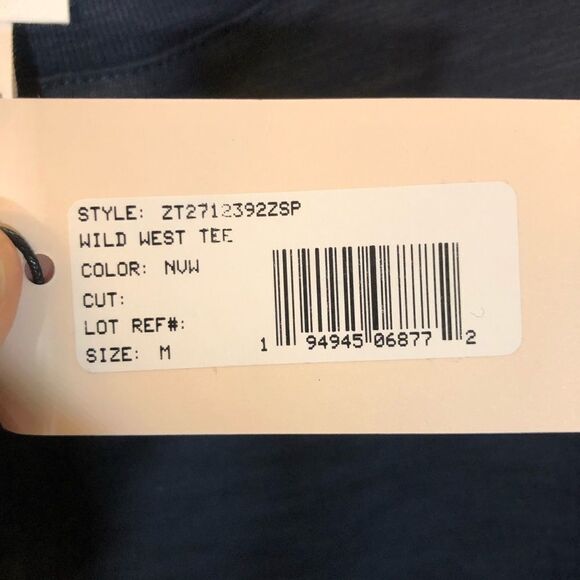 STYLE: ZT2712392ZSP
WILD WEST TEE
COLOR: NVW
CUT:
LOT REF#:
SIZE: M
1 94945 06877 2